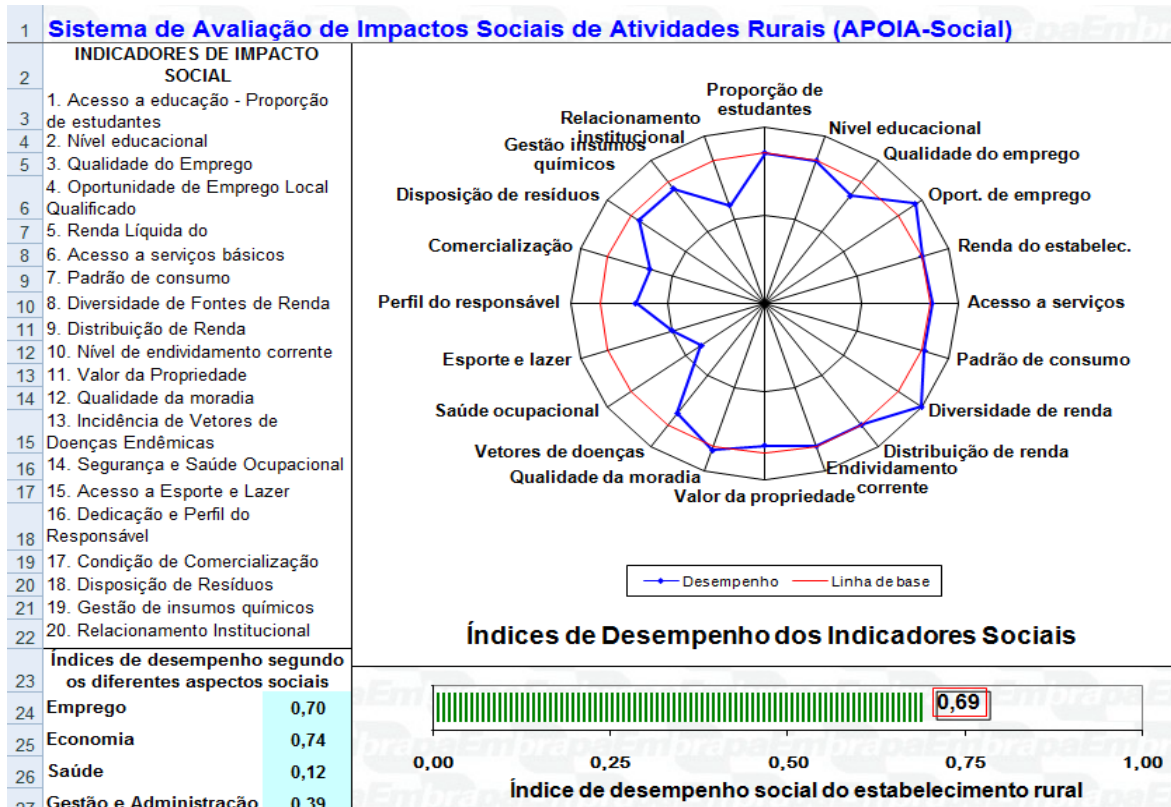 1 Sistema de Avaliação de Impactos Sociais de Atividades Rurais (APOIA-Social)
2 INDICADORES DE IMPACTO
SOCIAL
3 1. Acesso a educação - Proporção
de estudantes
4 2. Nível educacional
5 3. Qualidade do Emprego
6 4. Oportunidade de Emprego Local
Qualificado
7 5. Renda Líquida do
8 6. Acesso a serviços básicos
9 7. Padrão de consumo
10 8. Diversidade de Fontes de Renda
11 9. Distribuição de Renda
12 10. Nível de endividamento corrente
13 11. Valor da Propriedade
14 12. Qualidade da moradia
15 13. Incidência de Vetores de
Doenças Endêmicas
16 14. Segurança e Saúde Ocupacional
17 15. Acesso a Esporte e Lazer
18 16. Dedicação e Perfil do
Responsável
19 17. Condição de Comercialização
20 18. Disposição de Resíduos
21 19. Gestão de insumos químicos
22 20. Relacionamento Institucional
23 Índices de desempenho segundo
os diferentes aspectos sociais
24 Emprego 0,70
25 Economia 0,74
26 Saúde 0,12
27 Gestão e Administração 0,39
Proporção de
estudantes
Nível educacional
Qualidade do emprego
Oport. de emprego
Renda do estabelec.
Acesso a serviços
Padrão de consumo
Diversidade de renda
Distribuição de renda
Endividamento
corrente
Valor da propriedade
Qualidade da moradia
Vetores de doenças
Saúde ocupacional
Esporte e lazer
Perfil do responsável
Comercialização
Disposição de resíduos
Gestão insumos
químicos
Relacionamento
institucional
Desempenho Linha de base
Índices de Desempenho dos Indicadores Sociais
0,69
0,00 0,25 0,50 0,75 1,00
Índice de desempenho social do estabelecimento rural